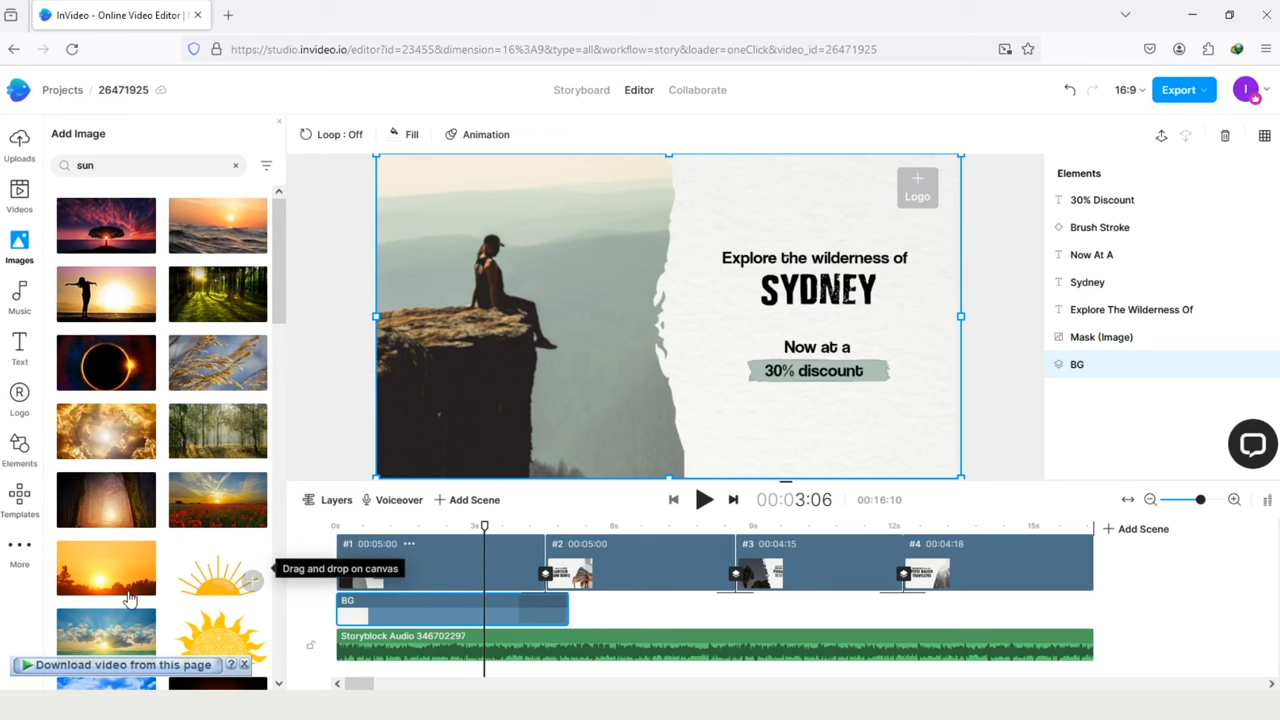 InVideo - Online Video Editor |
https://studio.invideo.io/editor?id=23455&dimension=16%3A9&type=all&workflow=story&loader=oneClick&video_id=26471925
Projects 26471925
Storyboard Editor Collaborate
16:9 Export I
Uploads
Videos
Images
Music
Text
Logo
Elements
Templates
More
Add Image
sun
Drag and drop on canvas
Download video from this page ?
Loop : Off Fill Animation
Logo
Explore the wilderness of
SYDNEY
Now at a
30% discount
Elements
30% Discount
Brush Stroke
Now At A
Sydney
Explore The Wilderness Of
Mask (Image)
BG
Layers Voiceover Add Scene 00:03:06 00:16:10
0s 3s 6s 9s 12s 15s
#1 00:05:00 #2 00:05:00 #3 00:04:15 #4 00:04:18
Add Scene
BG
Storyblock Audio 346702297